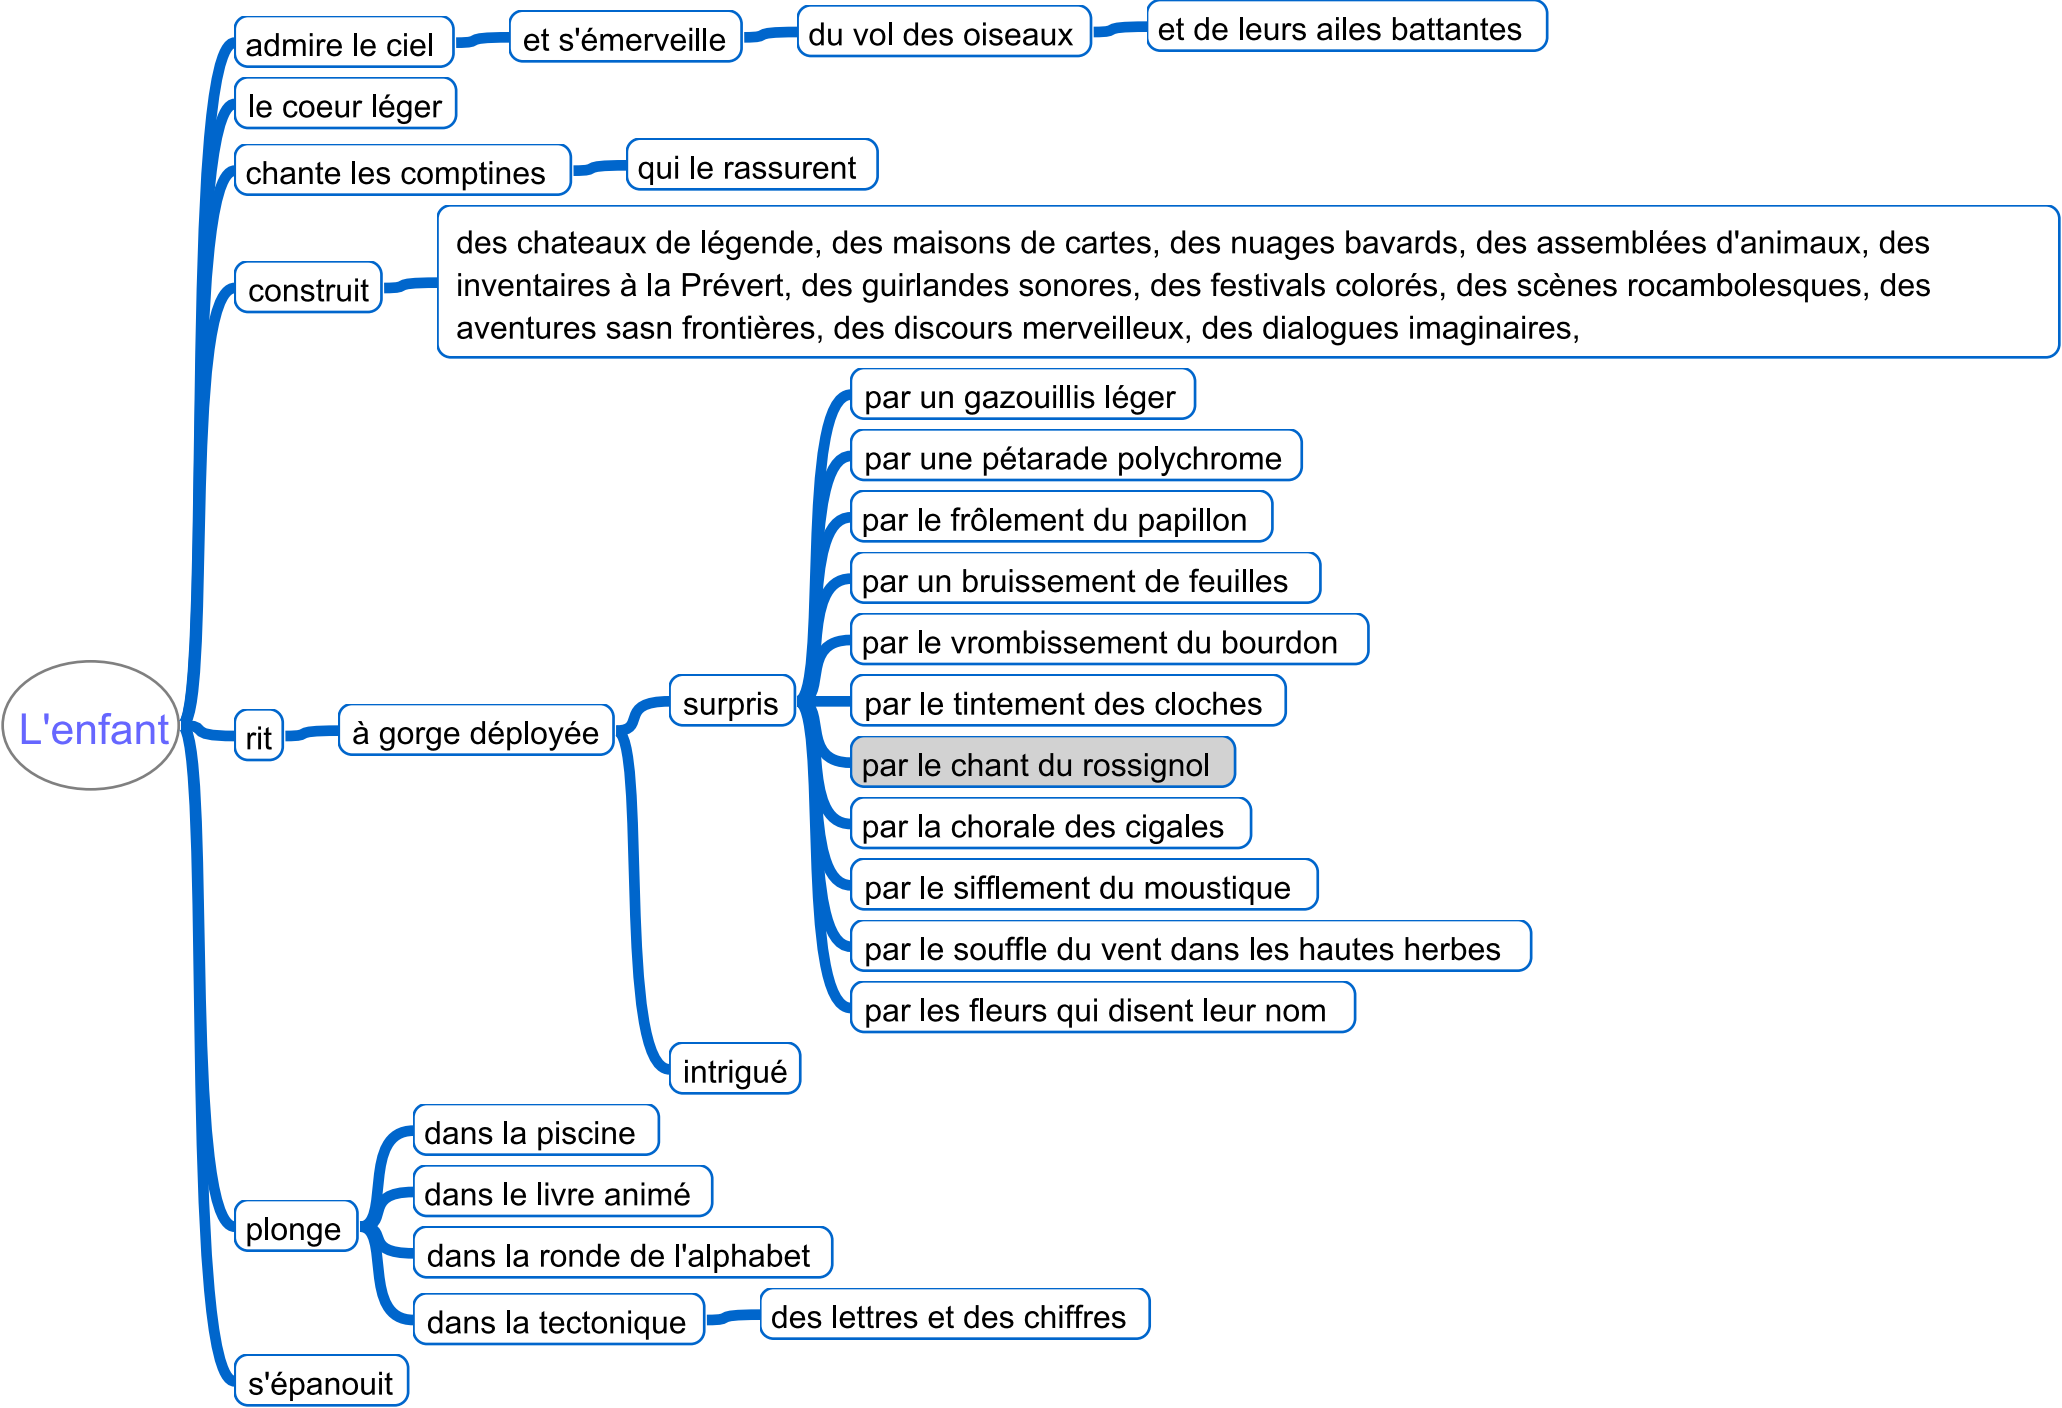 L'enfant
admire le ciel
et s'émerveille
du vol des oiseaux
et de leurs ailes battantes
le coeur léger
chante les comptines
qui le rassurent
construit
des chateaux de légende, des maisons de cartes, des nuages bavards, des assemblées d'animaux, des
inventaires à la Prévert, des guirlandes sonores, des festivals colorés, des scènes rocambolesques, des
aventures sasn frontières, des discours merveilleux, des dialogues imaginaires,
rit
à gorge déployée
surpris
par un gazouillis léger
par une pétarade polychrome
par le frôlement du papillon
par un bruissement de feuilles
par le vrombissement du bourdon
par le tintement des cloches
par le chant du rossignol
par la chorale des cigales
par le sifflement du moustique
par le souffle du vent dans les hautes herbes
par les fleurs qui disent leur nom
intrigué
plonge
dans la piscine
dans le livre animé
dans la ronde de l'alphabet
dans la tectonique
des lettres et des chiffres
s'épanouit